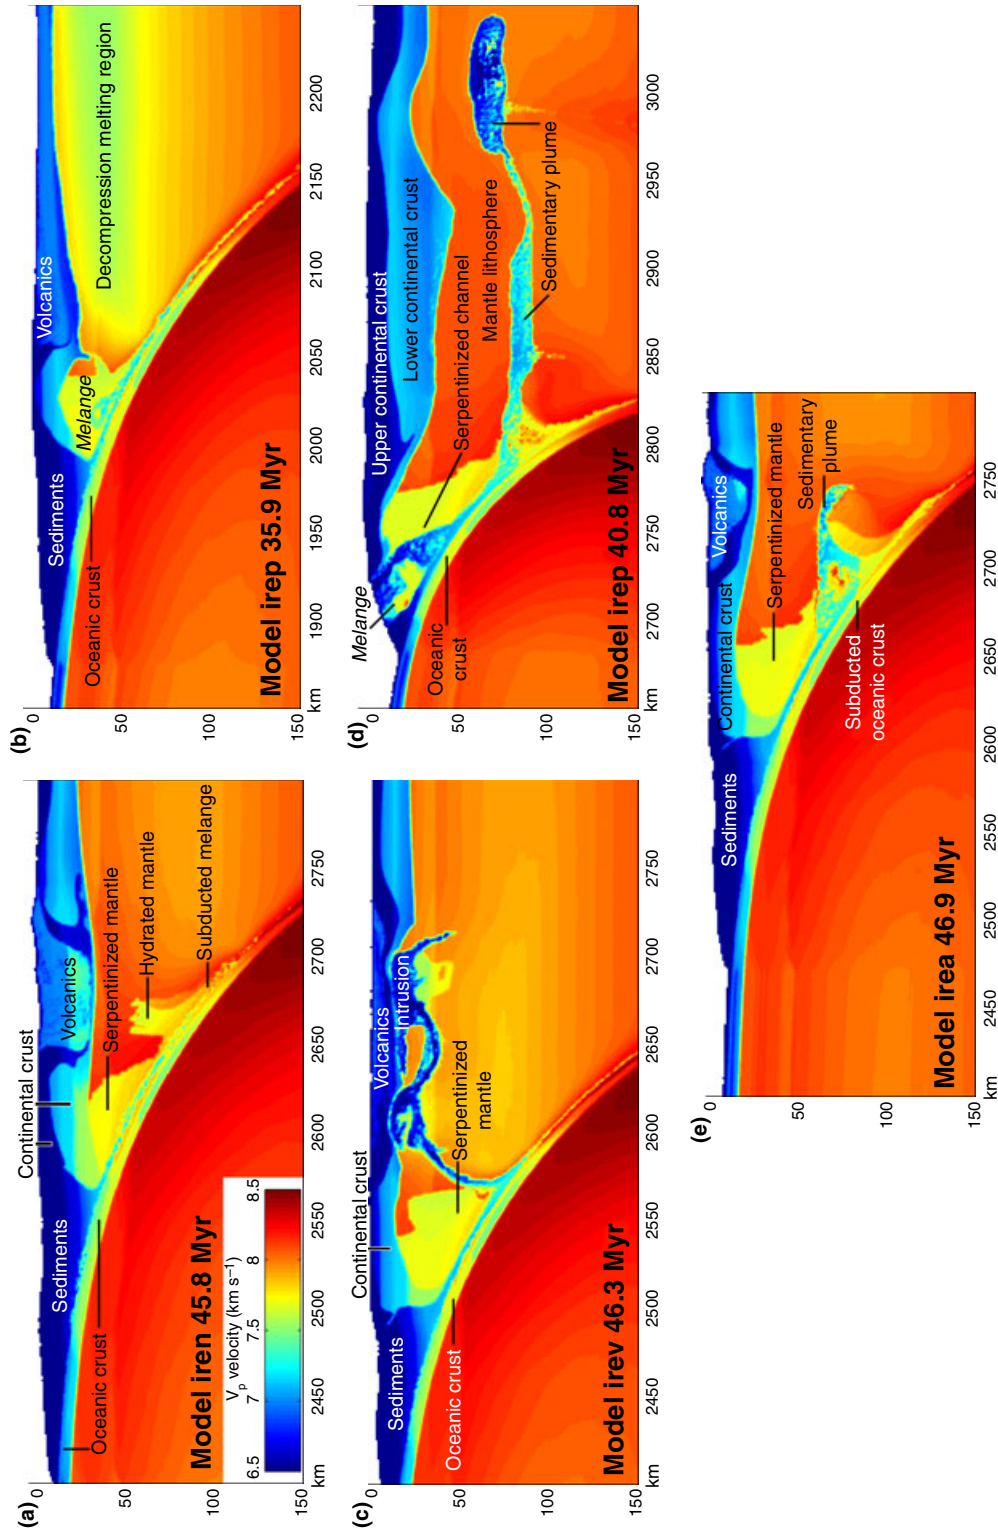 (a)
0
50
100
150
km
2450
2500
2550
2600
2650
2700
2750
Continental crust
Sediments
Volcanics
Oceanic crust
Serpentinized mantle
Hydrated mantle
Subducted melange
Model iren 45.8 Myr
Vp velocity (km s−1)
6.5
7
7.5
8
8.5
(b)
0
50
100
150
km
1900
1950
2000
2050
2100
2150
2200
Sediments
Volcanics
Melange
Oceanic crust
Decompression melting region
Model irep 35.9 Myr
(c)
0
50
100
150
km
2450
2500
2550
2600
2650
2700
2750
Continental crust
Sediments
Volcanics
Intrusion
Oceanic crust
Serpentinized
mantle
Model irev 46.3 Myr
(d)
0
50
100
150
km
2700
2750
2800
2850
2900
2950
3000
Melange
Upper continental crust
Lower continental crust
Oceanic
crust
Serpentinized channel
Mantle lithosphere
Sedimentary plume
Model irep 40.8 Myr
(e)
0
50
100
150
km
2450
2500
2550
2600
2650
2700
2750
Sediments
Continental crust
Volcanics
Serpentinized mantle
Sedimentary
plume
Subducted
oceanic crust
Model irea 46.9 Myr